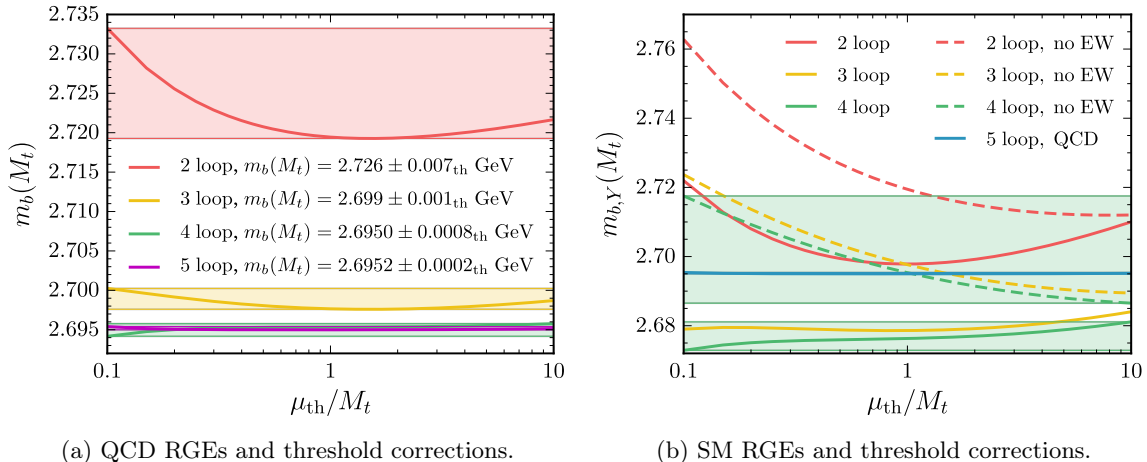 2.735
2.730
2.725
2.720
2.715
2.710
2.705
2.700
2.695
m_b(M_t)
2 loop, m_b(M_t) = 2.726 ± 0.007_th GeV
3 loop, m_b(M_t) = 2.699 ± 0.001_th GeV
4 loop, m_b(M_t) = 2.6950 ± 0.0008_th GeV
5 loop, m_b(M_t) = 2.6952 ± 0.0002_th GeV
0.1 1 10
μ_th/M_t
(a) QCD RGEs and threshold corrections.
2.76
2.74
2.72
2.70
2.68
m_{b,Y}(M_t)
2 loop 2 loop, no EW
3 loop 3 loop, no EW
4 loop 4 loop, no EW
5 loop, QCD
0.1 1 10
μ_th/M_t
(b) SM RGEs and threshold corrections.